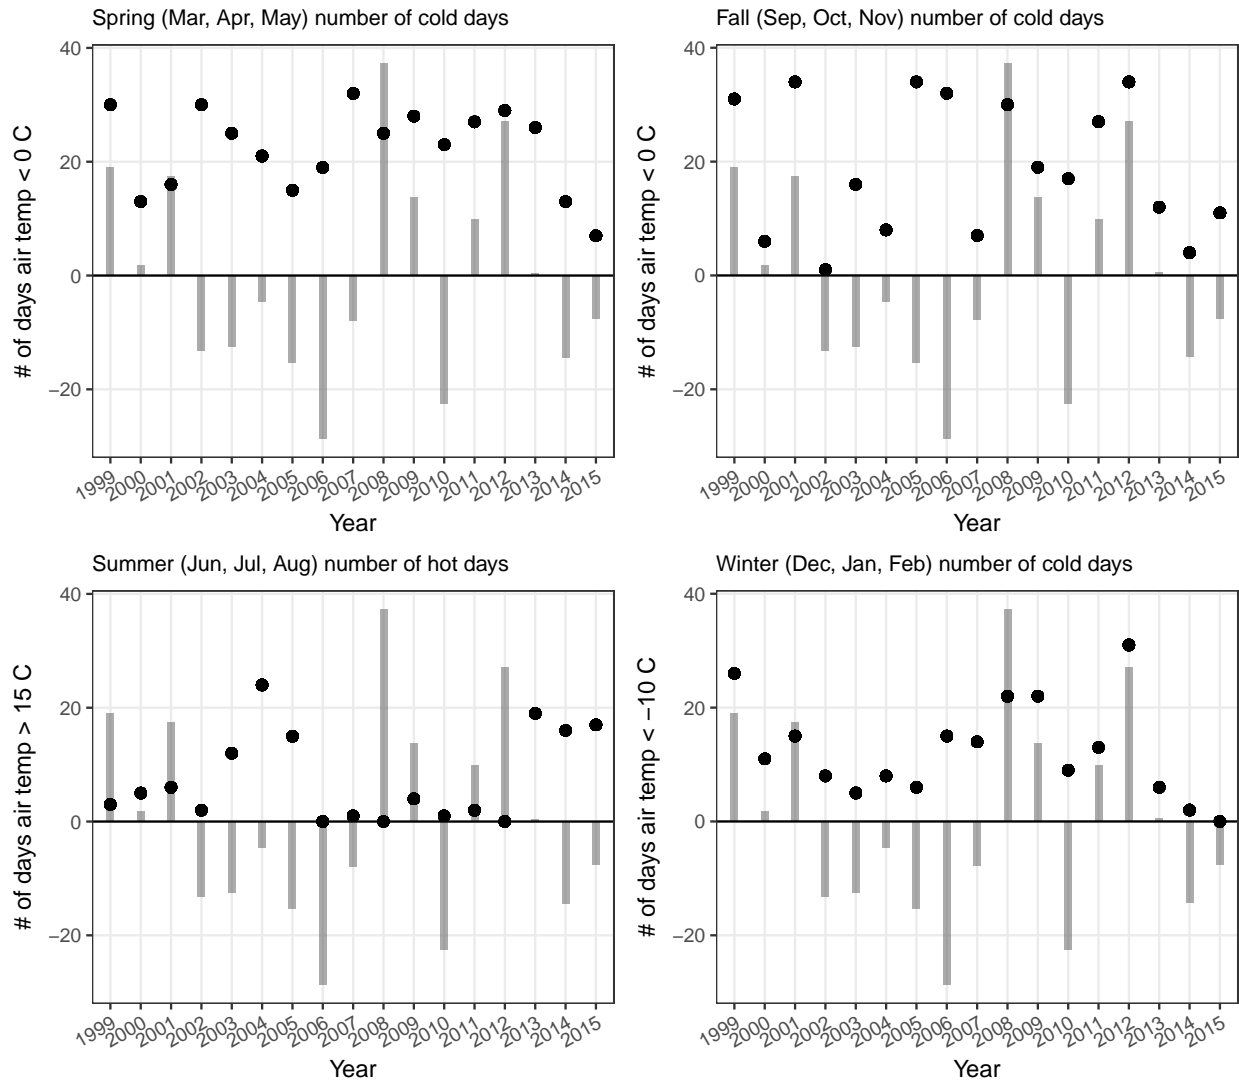 Spring (Mar, Apr, May) number of cold days
# of days air temp < 0 C
40
20
0
−20
1999 2000 2001 2002 2003 2004 2005 2006 2007 2008 2009 2010 2011 2012 2013 2014 2015
Year
Fall (Sep, Oct, Nov) number of cold days
# of days air temp < 0 C
40
20
0
−20
1999 2000 2001 2002 2003 2004 2005 2006 2007 2008 2009 2010 2011 2012 2013 2014 2015
Year
Summer (Jun, Jul, Aug) number of hot days
# of days air temp > 15 C
40
20
0
−20
1999 2000 2001 2002 2003 2004 2005 2006 2007 2008 2009 2010 2011 2012 2013 2014 2015
Year
Winter (Dec, Jan, Feb) number of cold days
# of days air temp < −10 C
40
20
0
−20
1999 2000 2001 2002 2003 2004 2005 2006 2007 2008 2009 2010 2011 2012 2013 2014 2015
Year